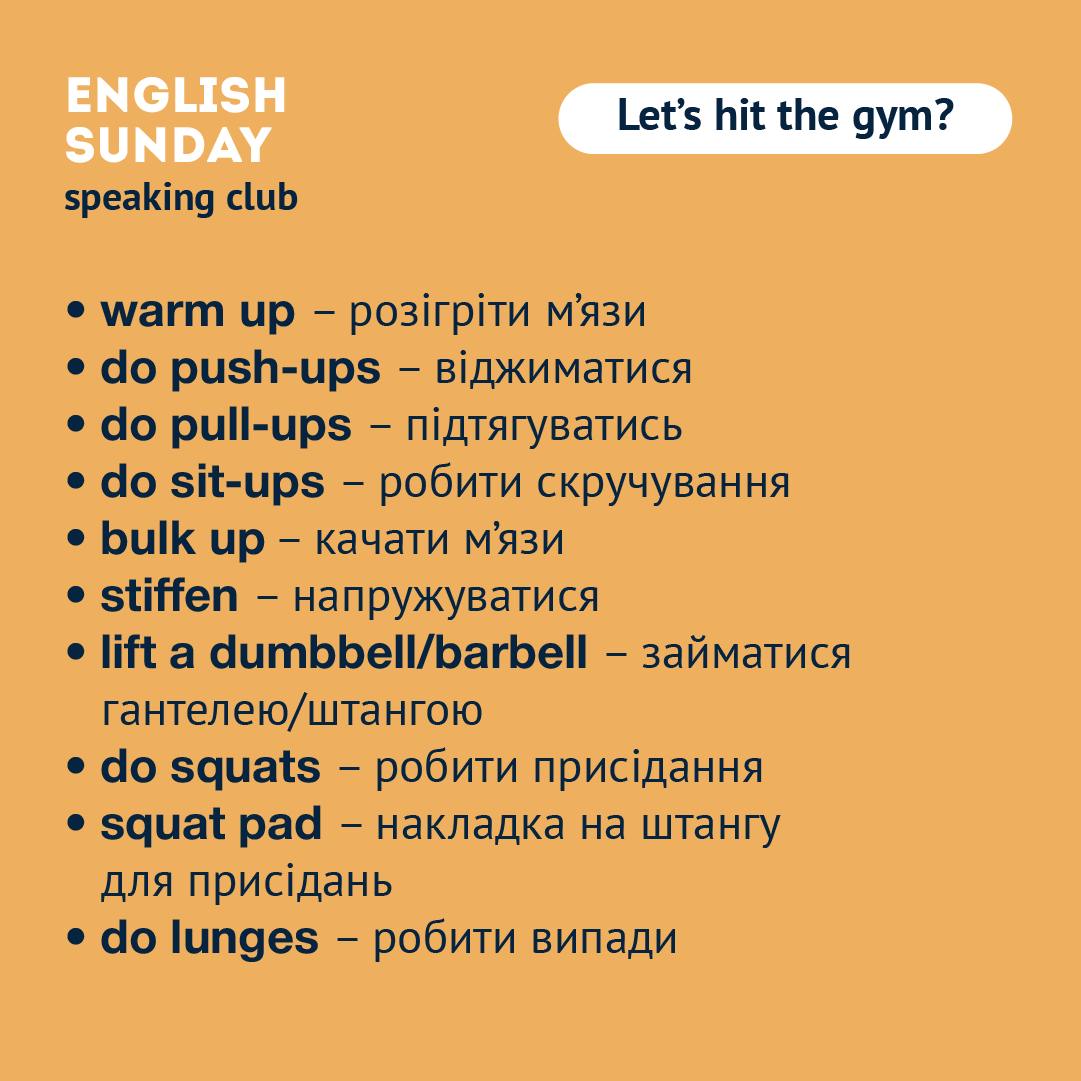 ENGLISH
SUNDAY
speaking club
Let’s hit the gym?
• warm up – розігріти м’язи
• do push-ups – віджиматися
• do pull-ups – підтягуватись
• do sit-ups – робити скручування
• bulk up – качати м’язи
• stiffen – напружуватися
• lift a dumbbell/barbell – займатися
гантелею/штангою
• do squats – робити присідання
• squat pad – накладка на штангу
для присідань
• do lunges – робити випади